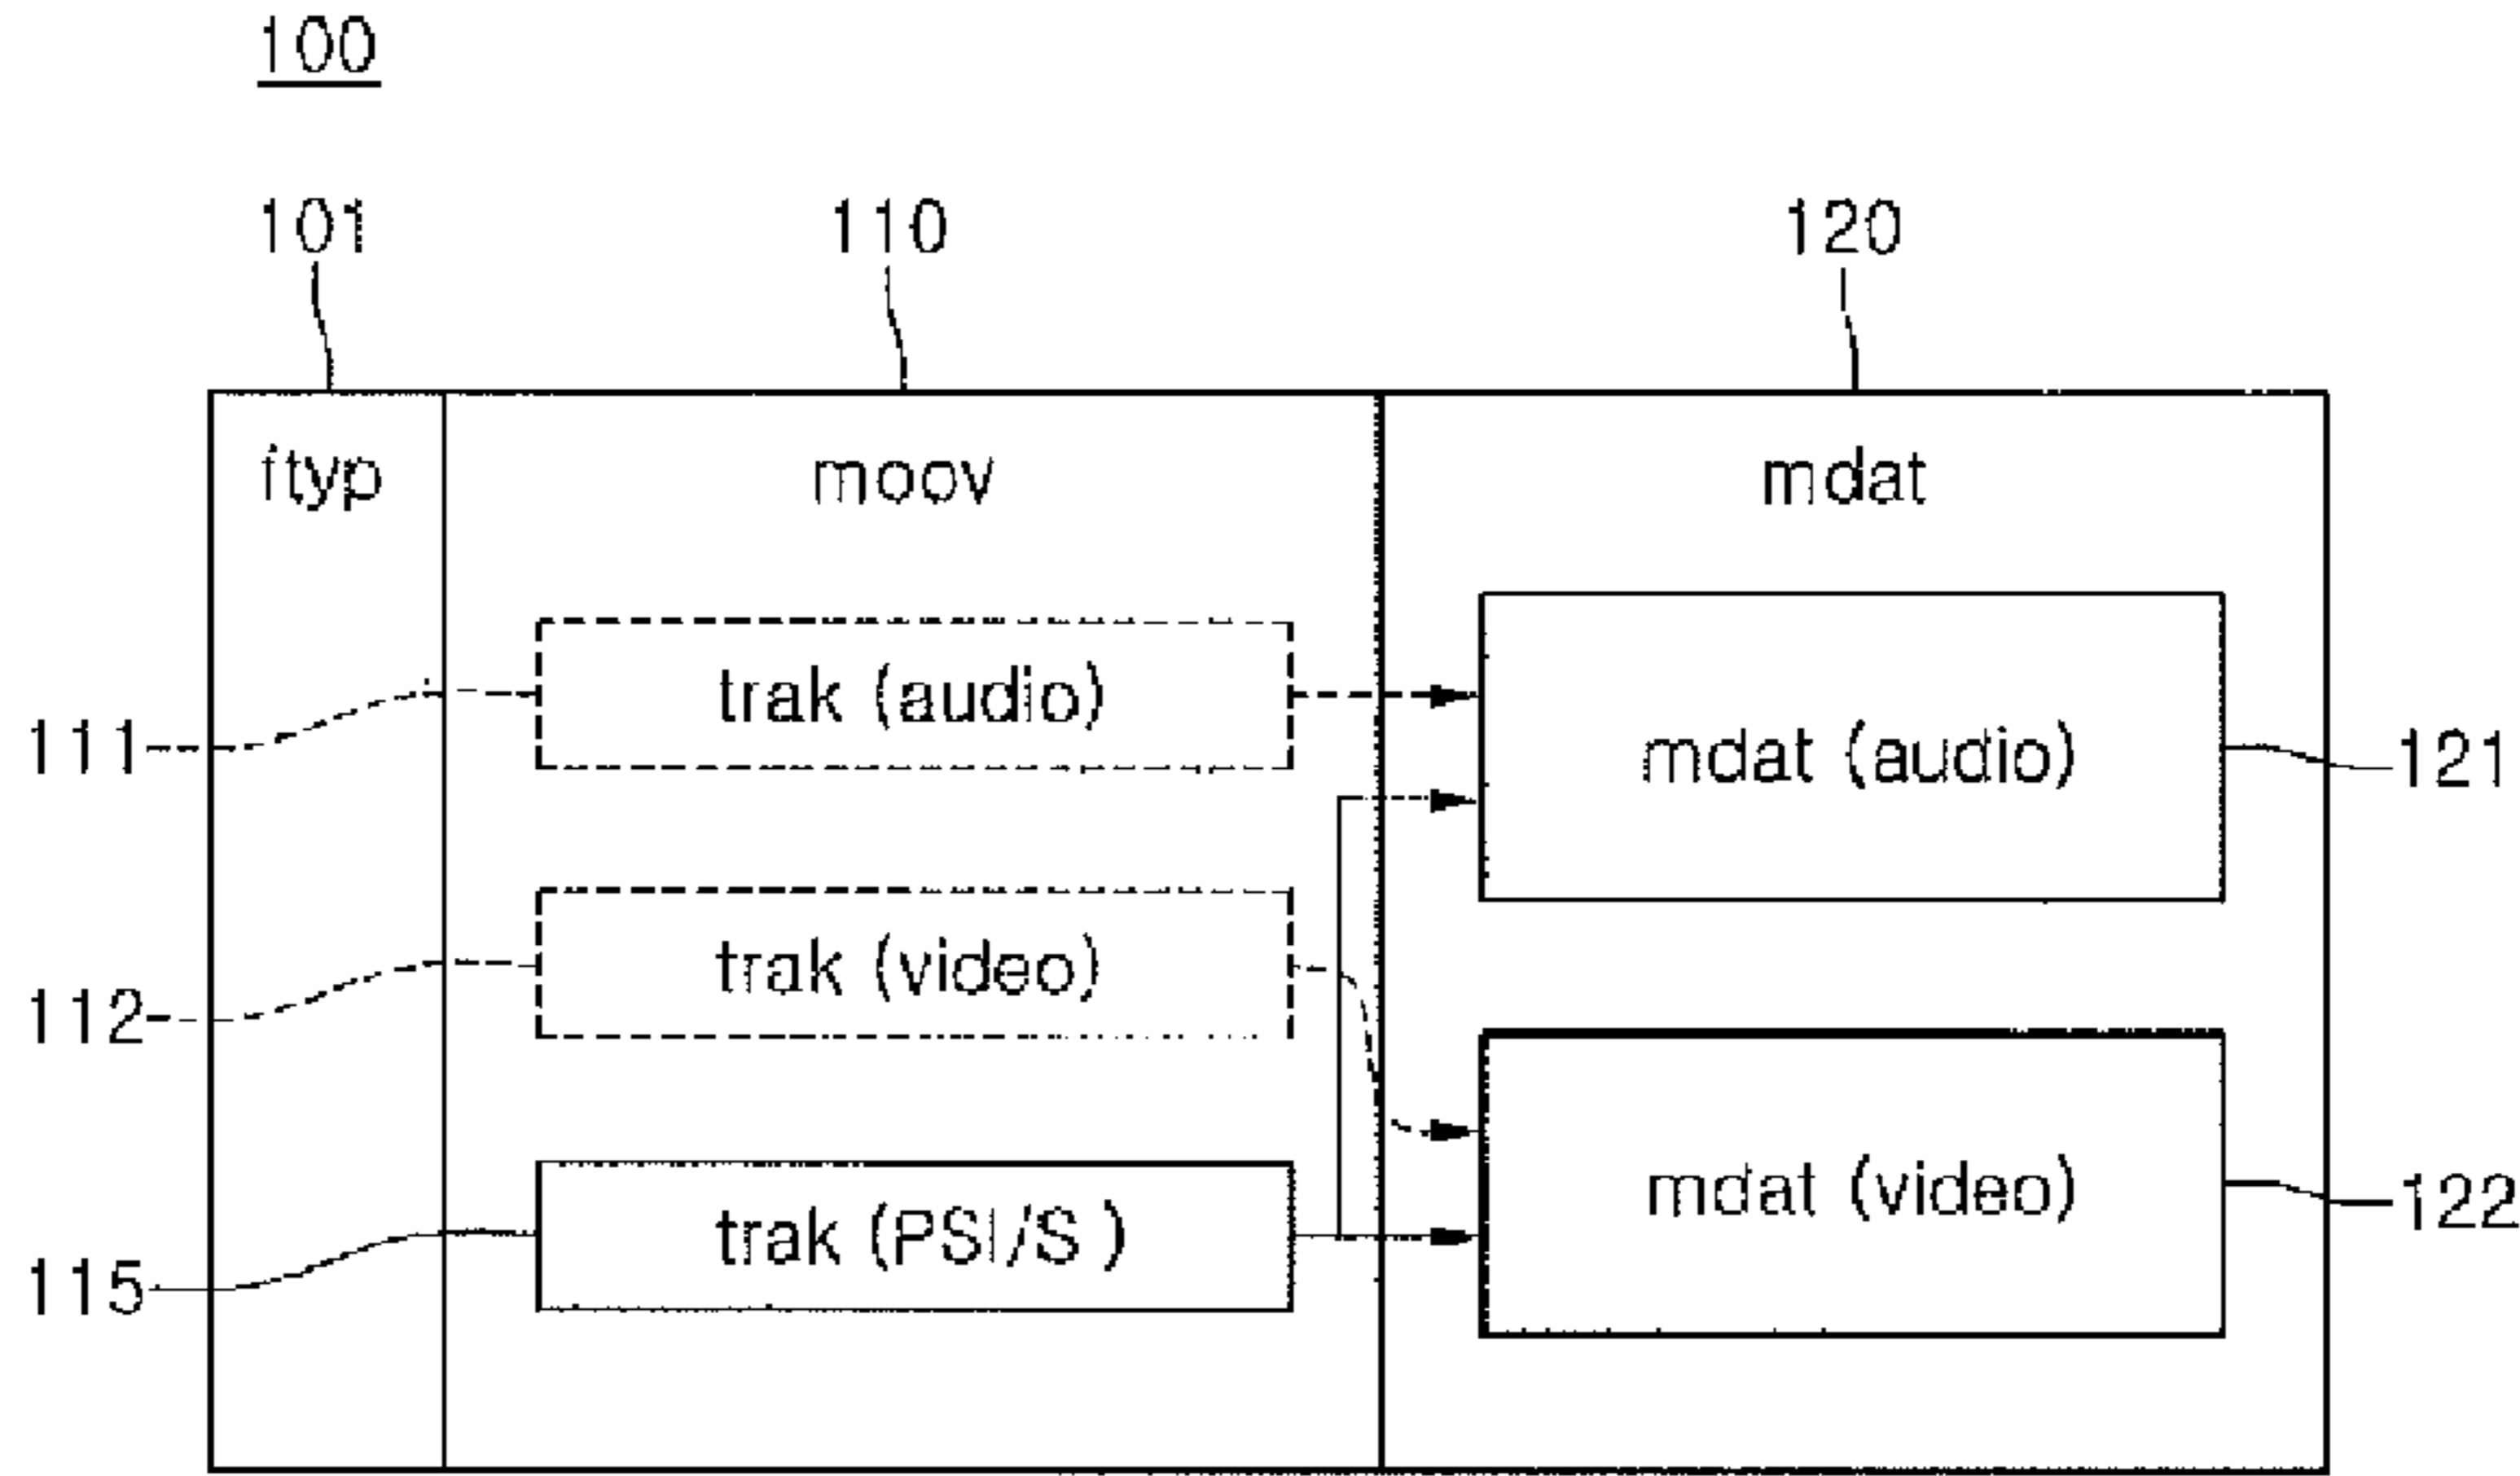 100
101 110 120
ftyp moov mdat
trak (audio)
111 mdat (audio) 121
trak (video)
112
mdat (video) 122
trak (PSI/S )
115